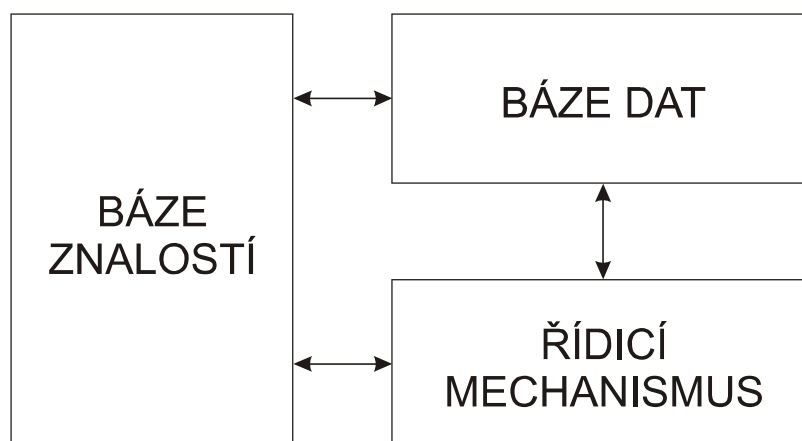 BÁZE
ZNALOSTÍ
BÁZE DAT
ŘÍDICÍ
MECHANISMUS